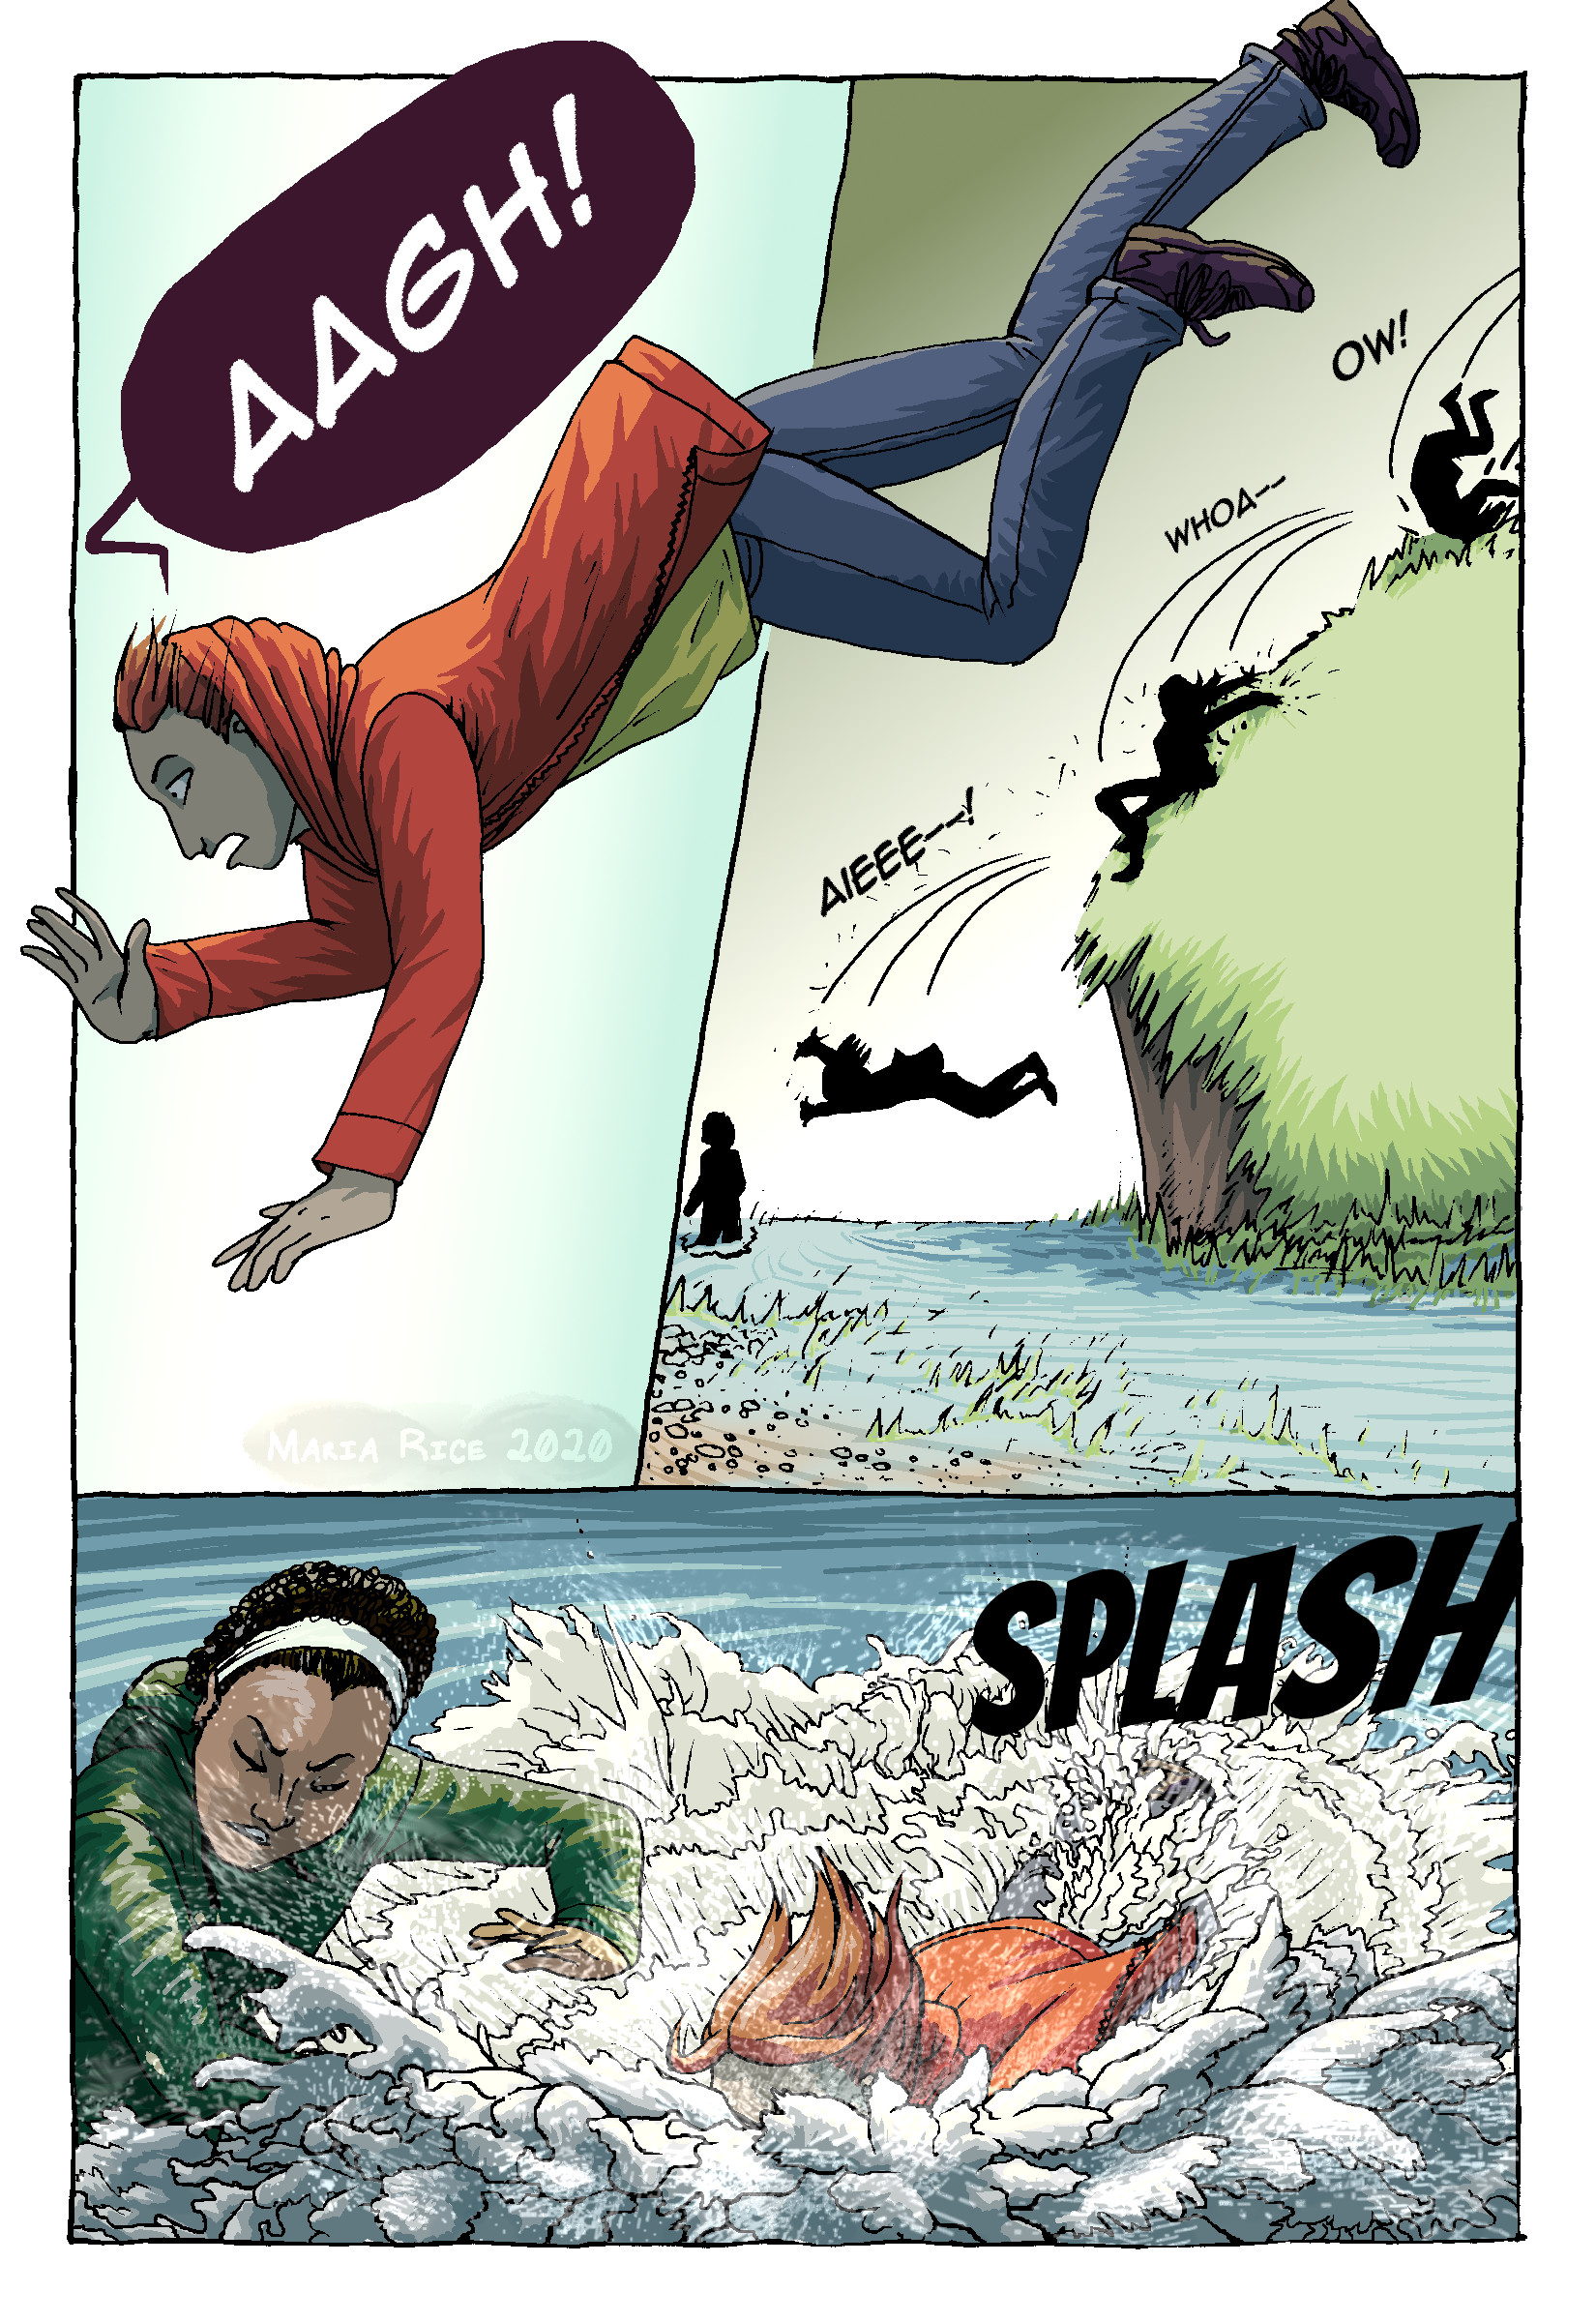 AAGH!
OW!
WHOA--
AIEEE--!
MARIA RICE 2020
SPLASH